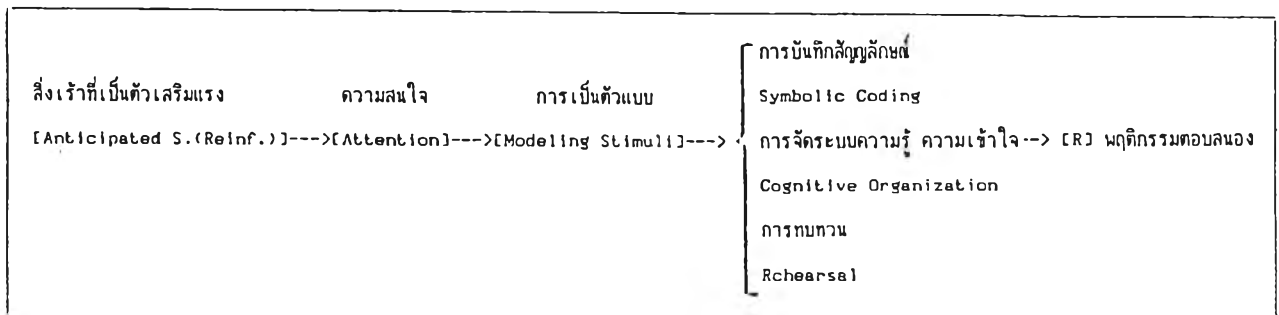 การบันทึกสัญญลักษณ์
สิ่งเร้าที่เป็นตัวเสริมแรง ความสนใจ การเป็นตัวแบบ Symbolic Coding
[Anticipated S.(Reinf.)]--->[Attention]--->[Modeling Stimuli]---> การจัดระบบความรู้ ความเข้าใจ --> [R] พฤติกรรมตอบสนอง
Cognitive Organization
การทบทวน
Rehearsal